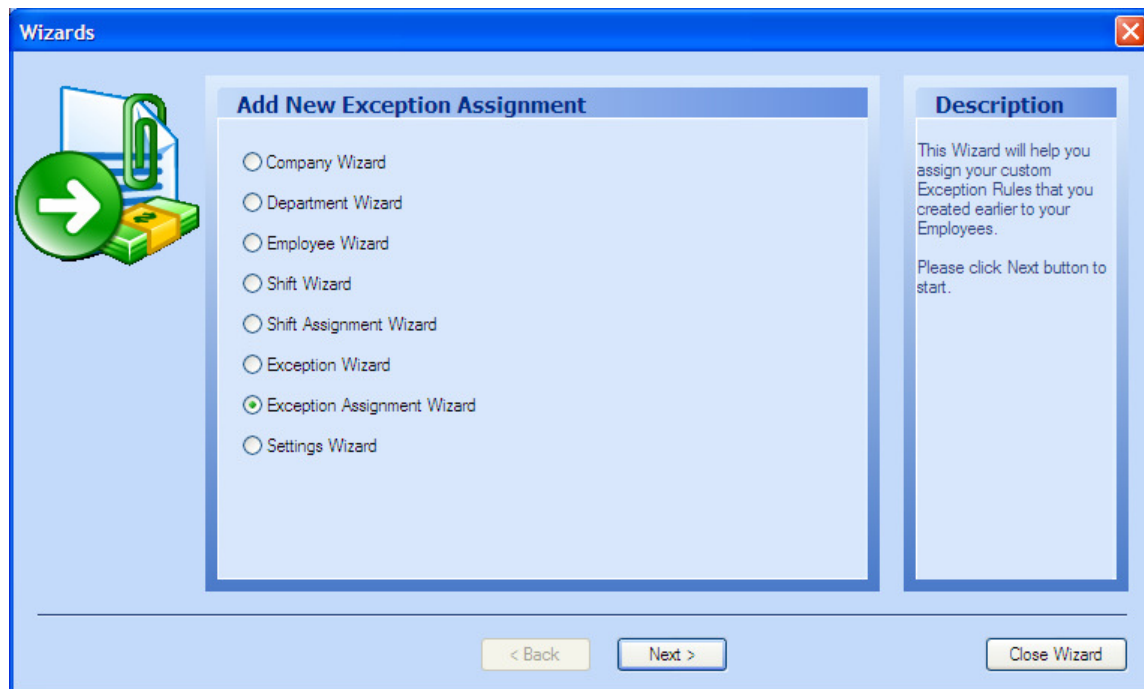 Wizards
Add New Exception Assignment
Company Wizard
Department Wizard
Employee Wizard
Shift Wizard
Shift Assignment Wizard
Exception Wizard
Exception Assignment Wizard
Settings Wizard
Description
This Wizard will help you
assign your custom
Exception Rules that you
created earlier to your
Employees.
Please click Next button to
start.
< Back
Next >
Close Wizard